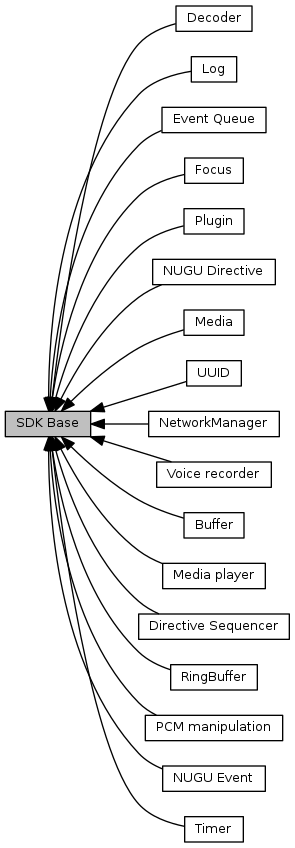 Decoder
Log
Event Queue
Focus
Plugin
NUGU Directive
Media
UUID
SDK Base
NetworkManager
Voice recorder
Buffer
Media player
Directive Sequencer
RingBuffer
PCM manipulation
NUGU Event
Timer